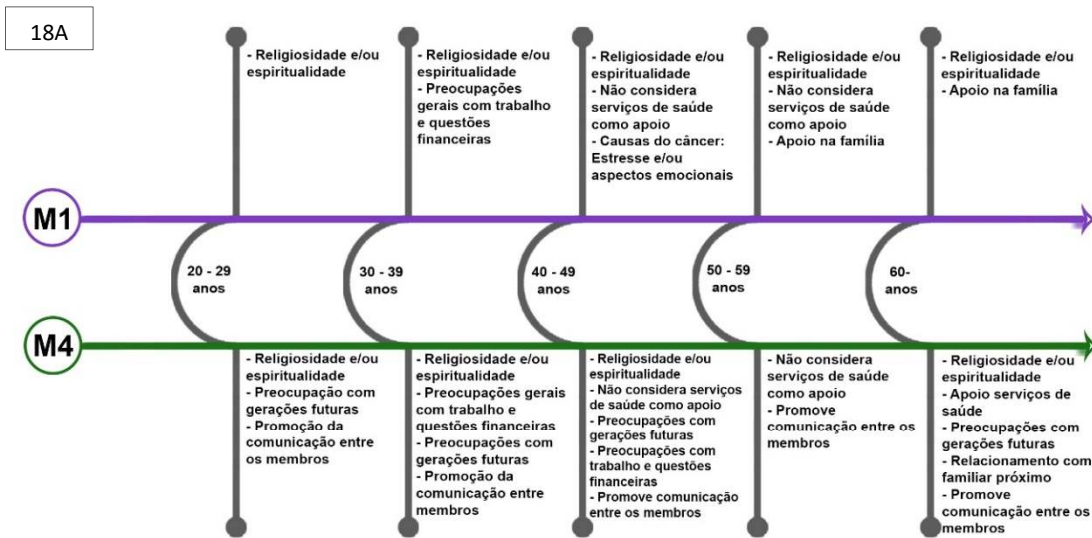 18A
- Religiosidade e/ou
espiritualidade
- Religiosidade e/ou
espiritualidade
- Preocupações
gerais com trabalho
e questões
financeiras
- Religiosidade e/ou
espiritualidade
- Não considera
serviços de saúde
como apoio
- Causas do câncer:
Estresse e/ou
aspectos emocionais
- Religiosidade e/ou
espiritualidade
- Não considera
serviços de saúde
como apoio
- Apoio na família
- Religiosidade e/ou
espiritualidade
- Apoio na família
M1
20 - 29
anos
30 - 39
anos
40 - 49
anos
50 - 59
anos
60-
anos
M4
- Religiosidade e/ou
espiritualidade
- Preocupação com
gerações futuras
- Promoção da
comunicação entre
os membros
- Religiosidade e/ou
espiritualidade
- Preocupações gerais
com trabalho e
questões financeiras
- Preocupações com
gerações futuras
- Promoção da
comunicação entre
membros
- Religiosidade e/ou
espiritualidade
- Não considera serviços
de saúde como apoio
- Preocupações com
gerações futuras
- Preocupações com
trabalho e questões
financeiras
- Promove comunicação
entre os membros
- Não considera
serviços de saúde
como apoio
- Promove
comunicação entre os
membros
- Religiosidade e/ou
espiritualidade
- Apoio serviços de
saúde
- Preocupações com
gerações futuras
- Relacionamento com
familiar próximo
- Promove
comunicação entre os
membros